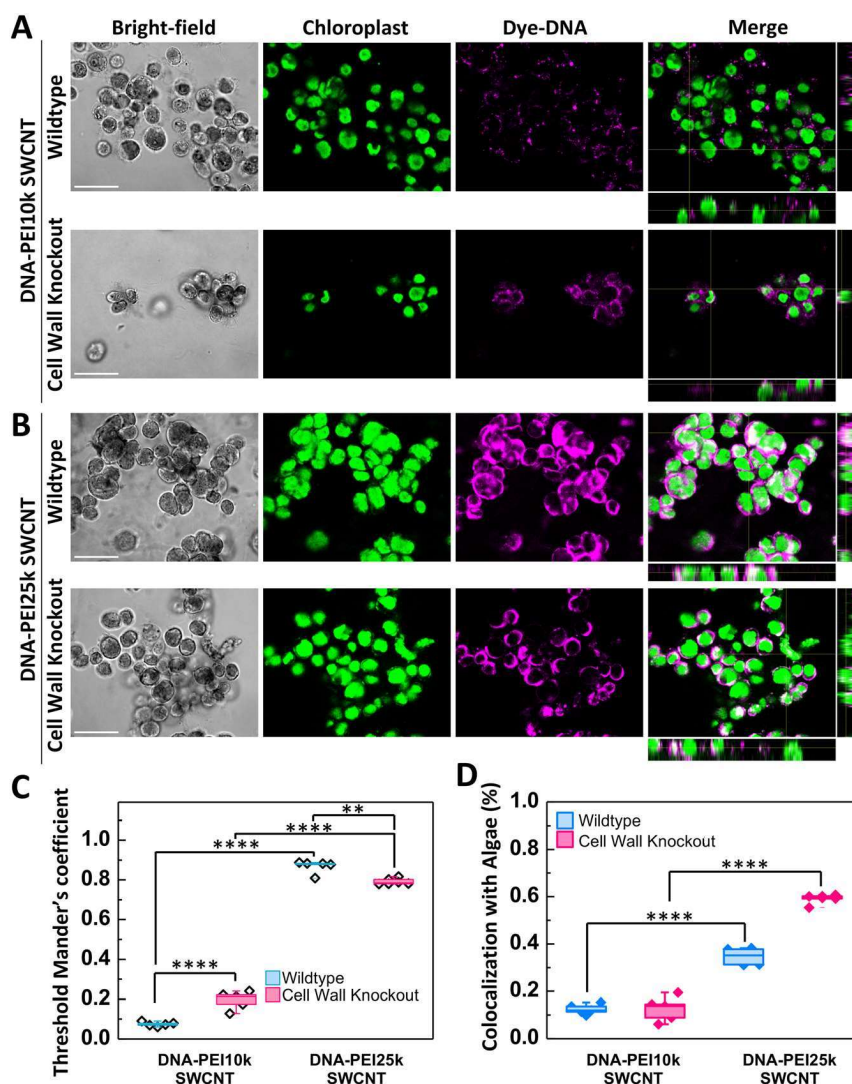 A
Bright-field
Chloroplast
Dye-DNA
Merge
DNA-PEI10k SWCNT
Wildtype
Cell Wall Knockout
B
DNA-PEI25k SWCNT
Wildtype
Cell Wall Knockout
C
Threshold Mander's coefficient
1.0
0.8
0.6
0.4
0.2
0.0
****
****
****
**
Wildtype
Cell Wall Knockout
DNA-PEI10k
SWCNT
DNA-PEI25k
SWCNT
D
Colocalization with Algae (%)
1.0
0.8
0.6
0.4
0.2
0.0
Wildtype
Cell Wall Knockout
****
****
DNA-PEI10k
SWCNT
DNA-PEI25k
SWCNT